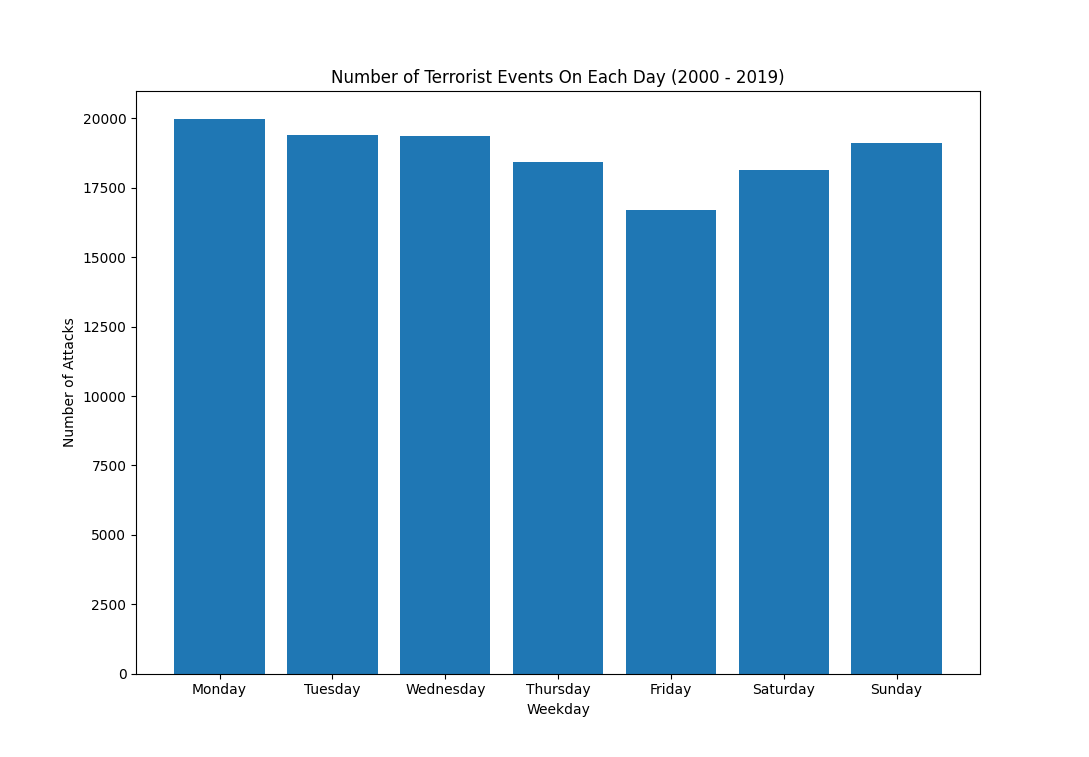 Number of Terrorist Events On Each Day (2000 - 2019)
Number of Attacks
20000
17500
15000
12500
10000
7500
5000
2500
0
Monday Tuesday Wednesday Thursday Friday Saturday Sunday
Weekday